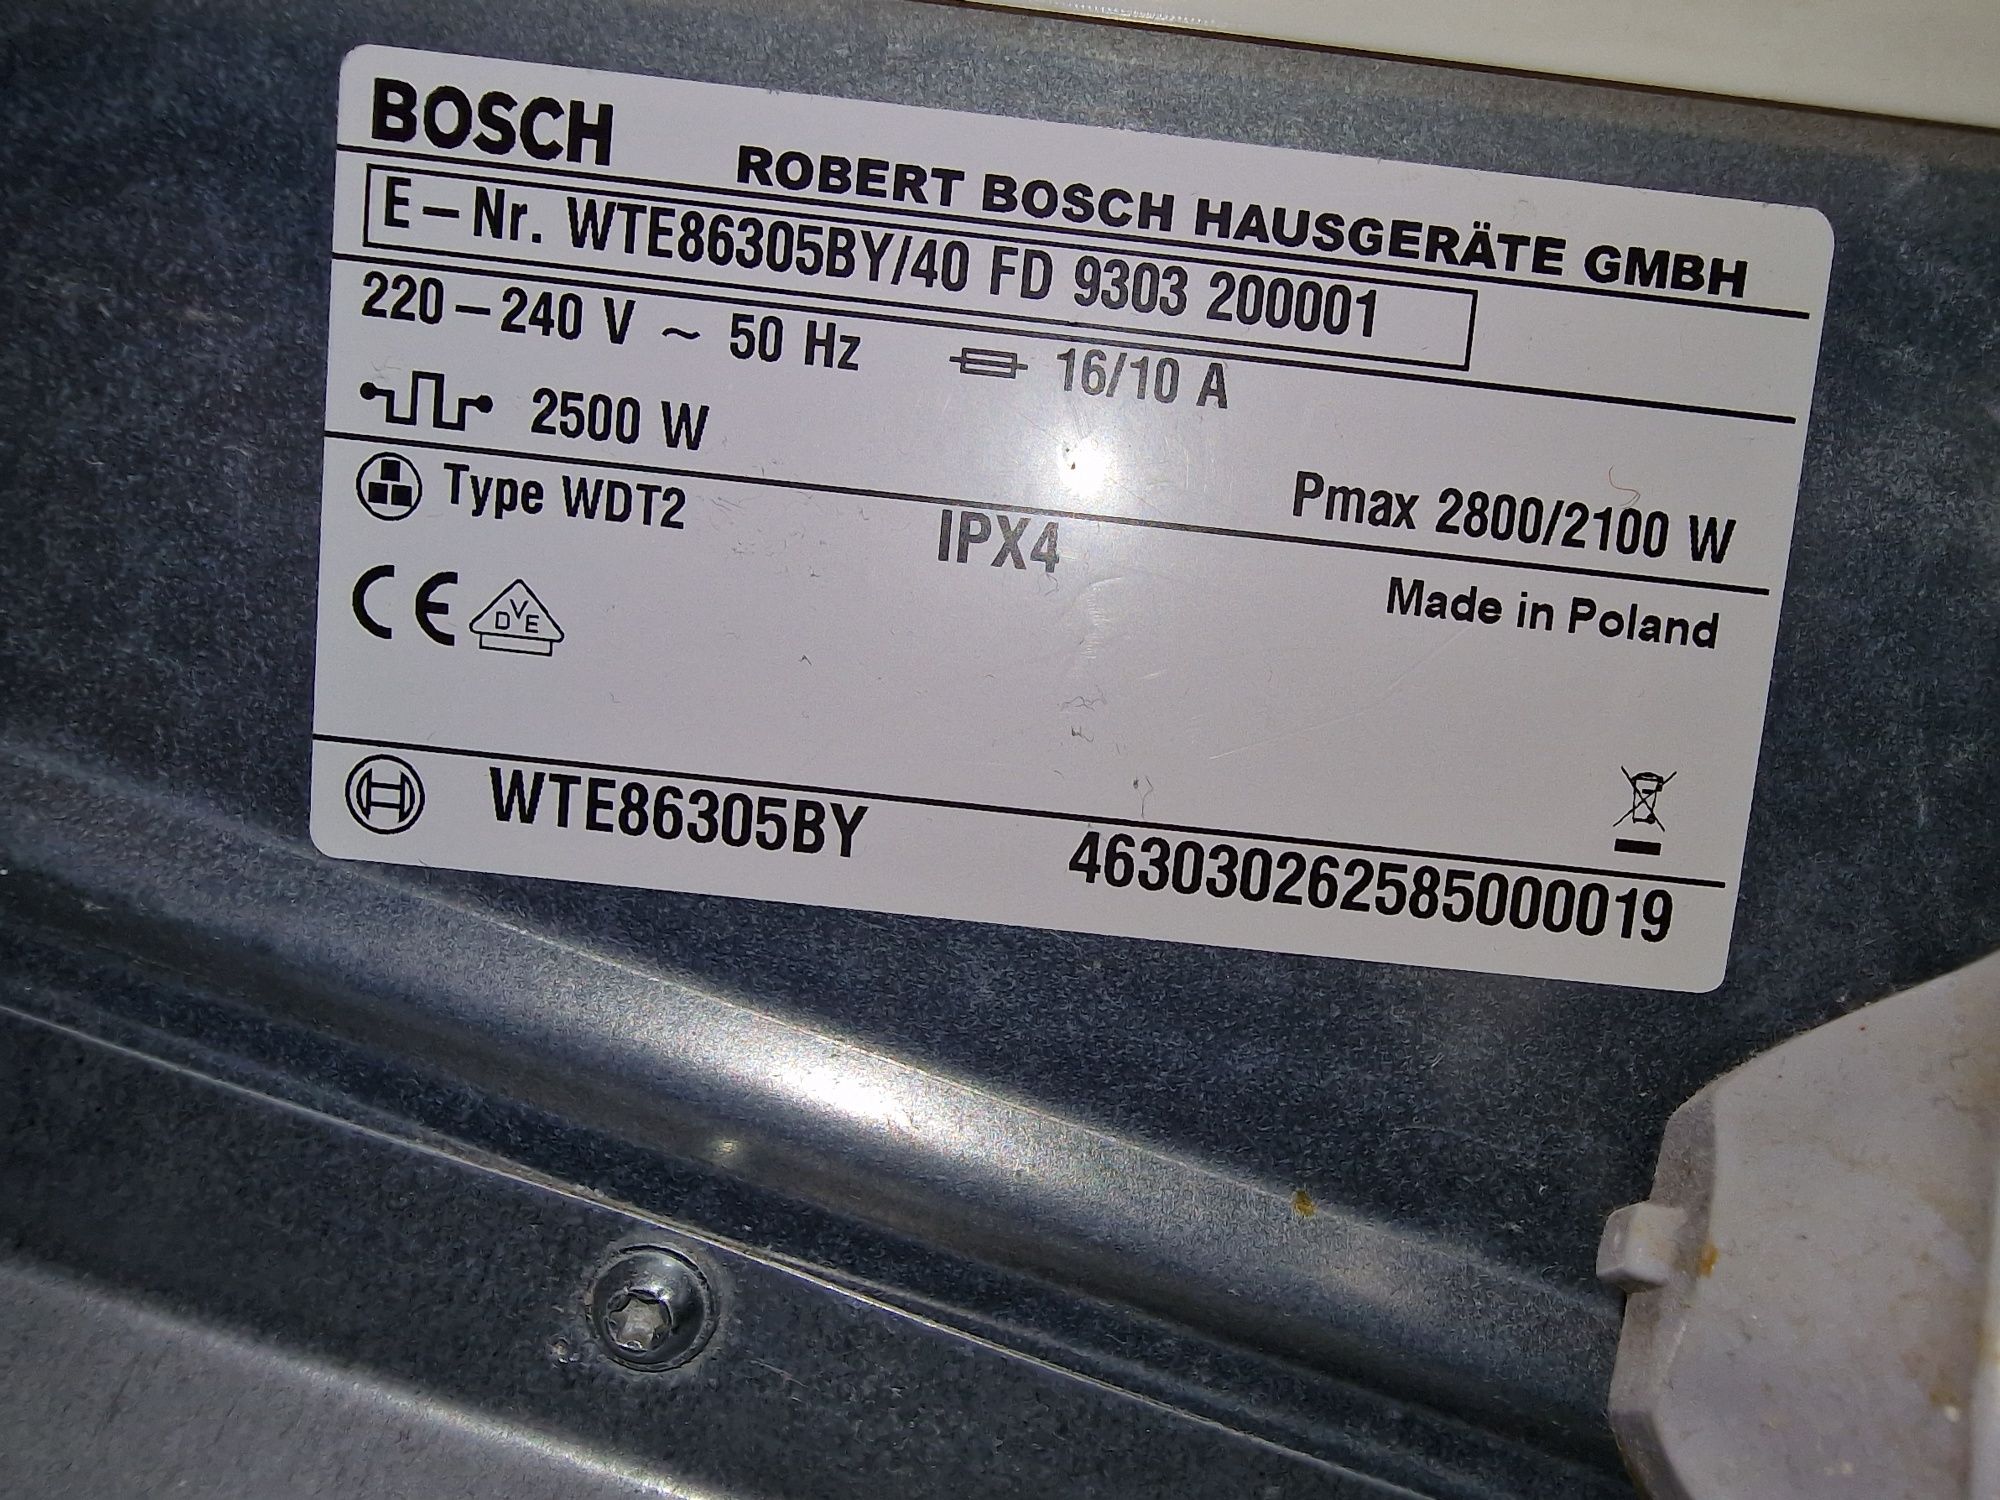 BOSCH
ROBERT BOSCH HAUSGERÄTE GMBH
E – Nr. WTE86305BY/40 FD 9303 200001
220 – 240 V ~ 50 Hz 16/10 A
2500 W
Pmax 2800/2100 W
Type WDT2 IPX4
Made in Poland
CE DVE
WTE86305BY 463030262585000019